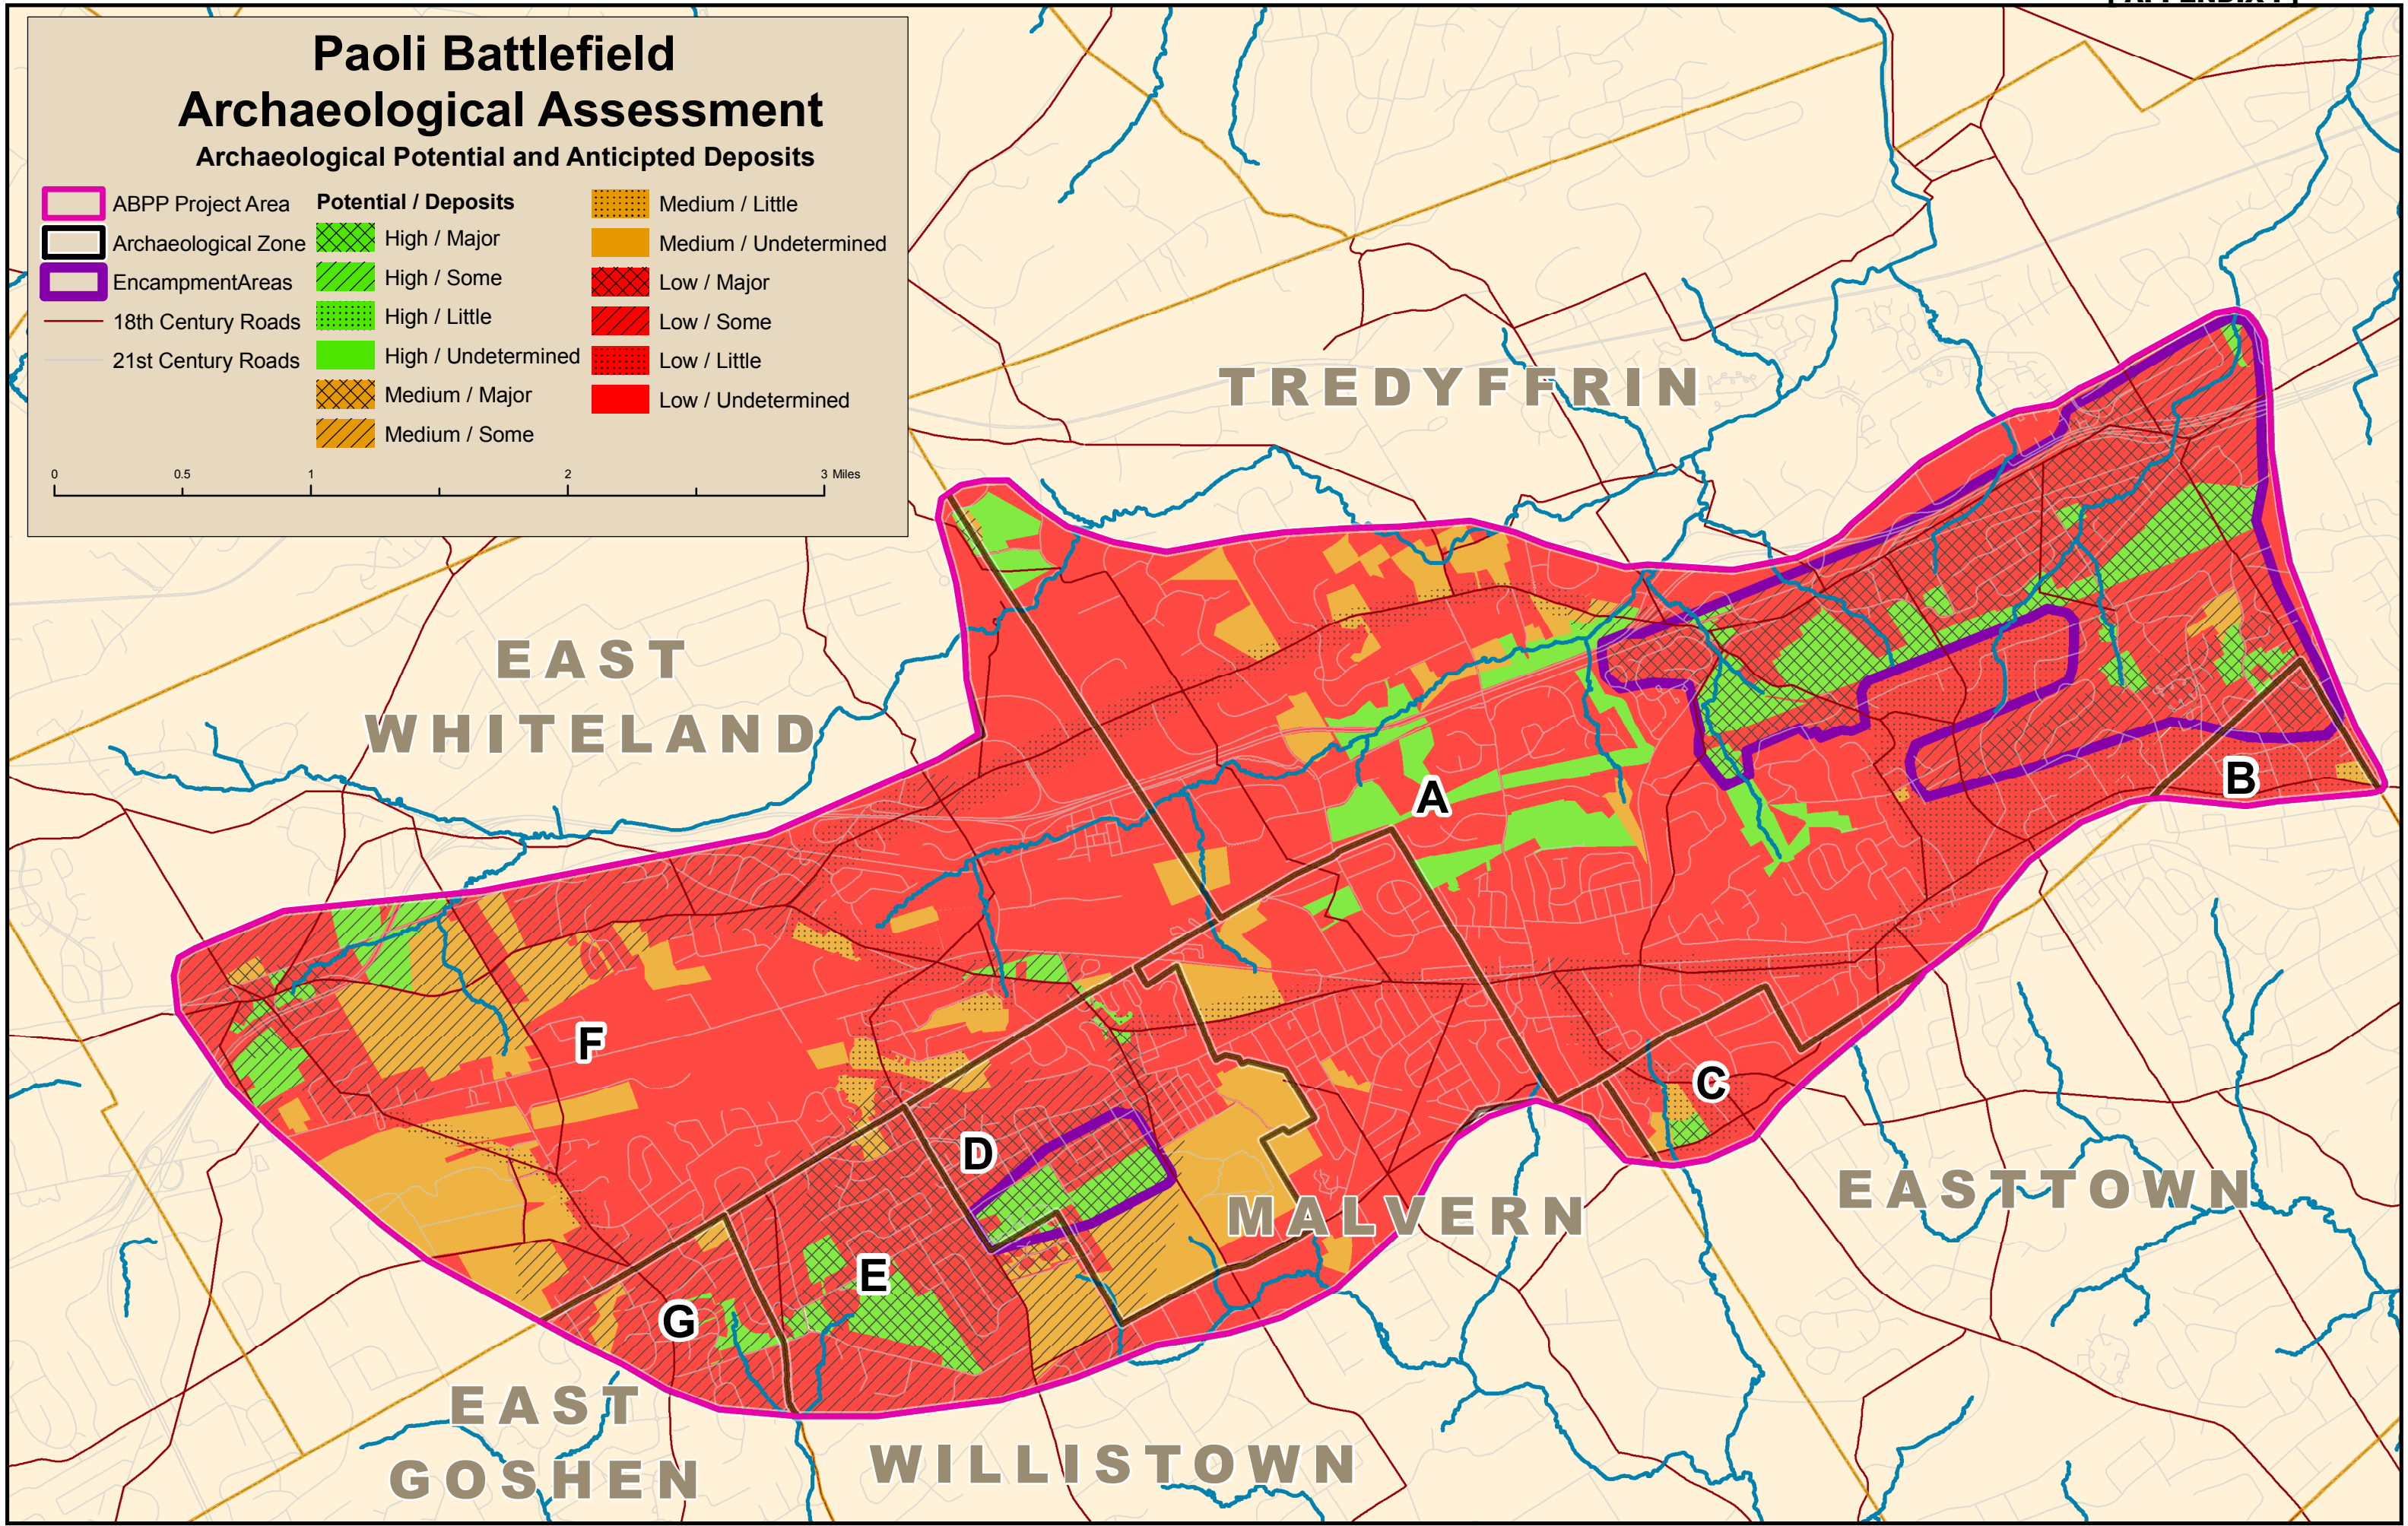 Paoli Battlefield
Archaeological Assessment
Archaeological Potential and Anticipted Deposits
ABPP Project Area
Archaeological Zone
EncampmentAreas
18th Century Roads
21st Century Roads
Potential / Deposits
High / Major
High / Some
High / Little
High / Undetermined
Medium / Major
Medium / Some
Medium / Little
Medium / Undetermined
Low / Major
Low / Some
Low / Little
Low / Undetermined
0 0.5 1 2 3 Miles
TREDYFFRIN
EAST
WHITELAND
A
B
F
C
D
E
G
MALVERN
EASTTOWN
EAST
GOSHEN
WILLISTOWN